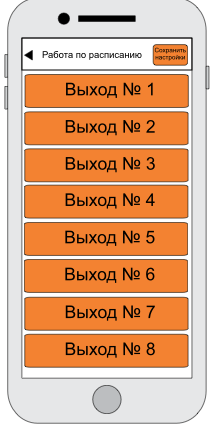 Работа по расписанию
Сохранить
настройки
Выход № 1
Выход № 2
Выход № 3
Выход № 4
Выход № 5
Выход № 6
Выход № 7
Выход № 8